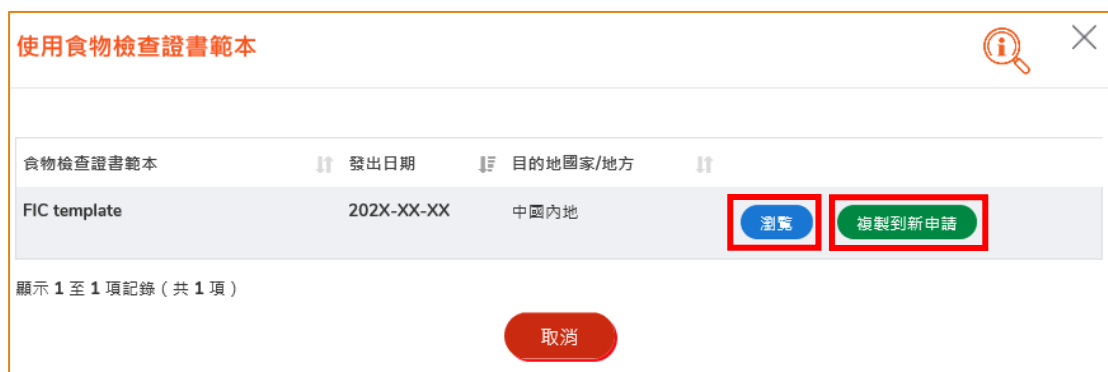 使用食物檢查證書範本
食物檢查證書範本 發出日期 目的地國家/地方
FIC template 202X-XX-XX 中國內地 瀏覧 複製到新申請
顯示 1 至 1 項記錄 ( 共 1 項 )
取消